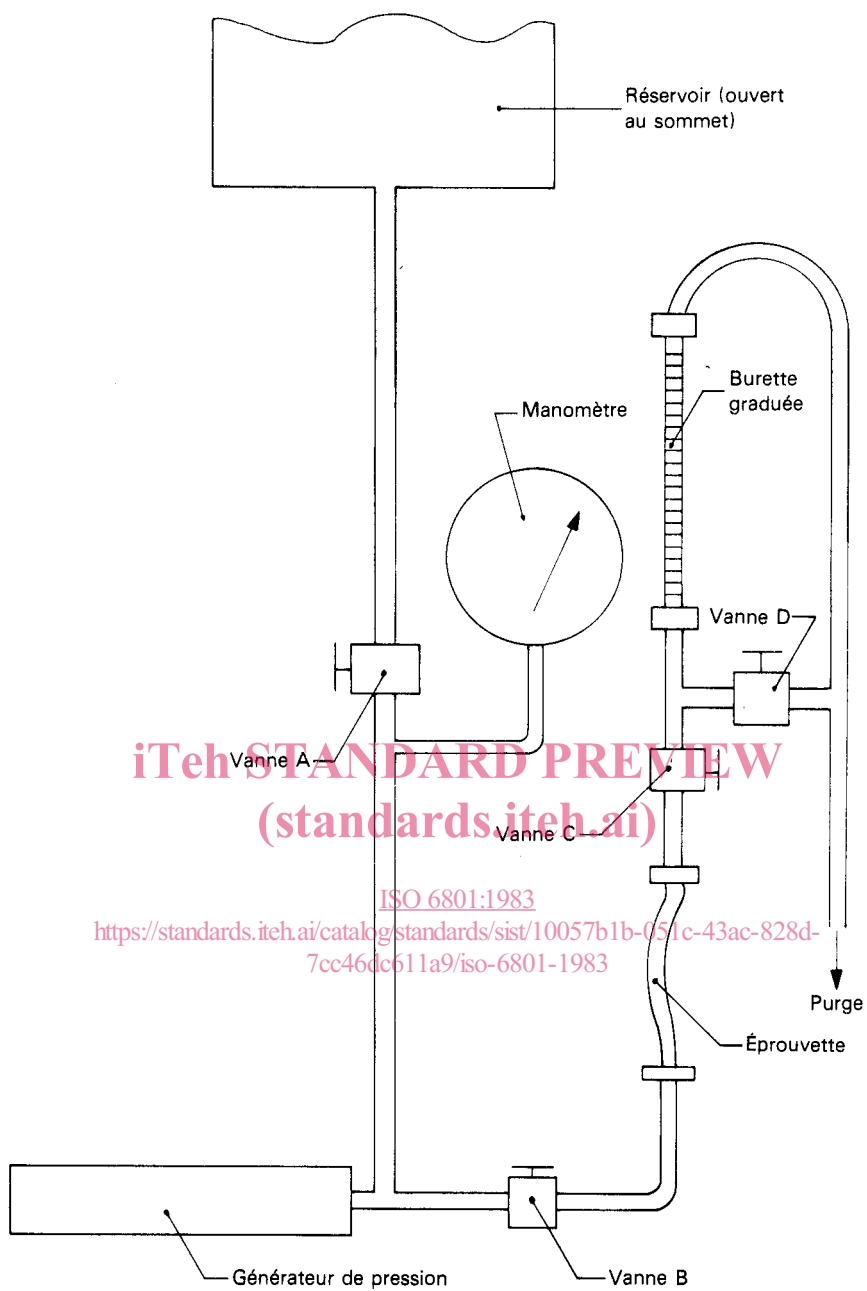 Réservoir (ouvert
au sommet)
Burette
graduée
Manomètre
Vanne D
Vanne A
iTeh STANDARD PREVIEW
(standards.iteh.ai)
Vanne C
ISO 6801:1983
https://standards.iteh.ai/catalog/standards/sist/10057b1b-051c-43ac-828d-
7cc46dc611a9/iso-6801-1983
Purge
Éprouvette
Générateur de pression
Vanne B